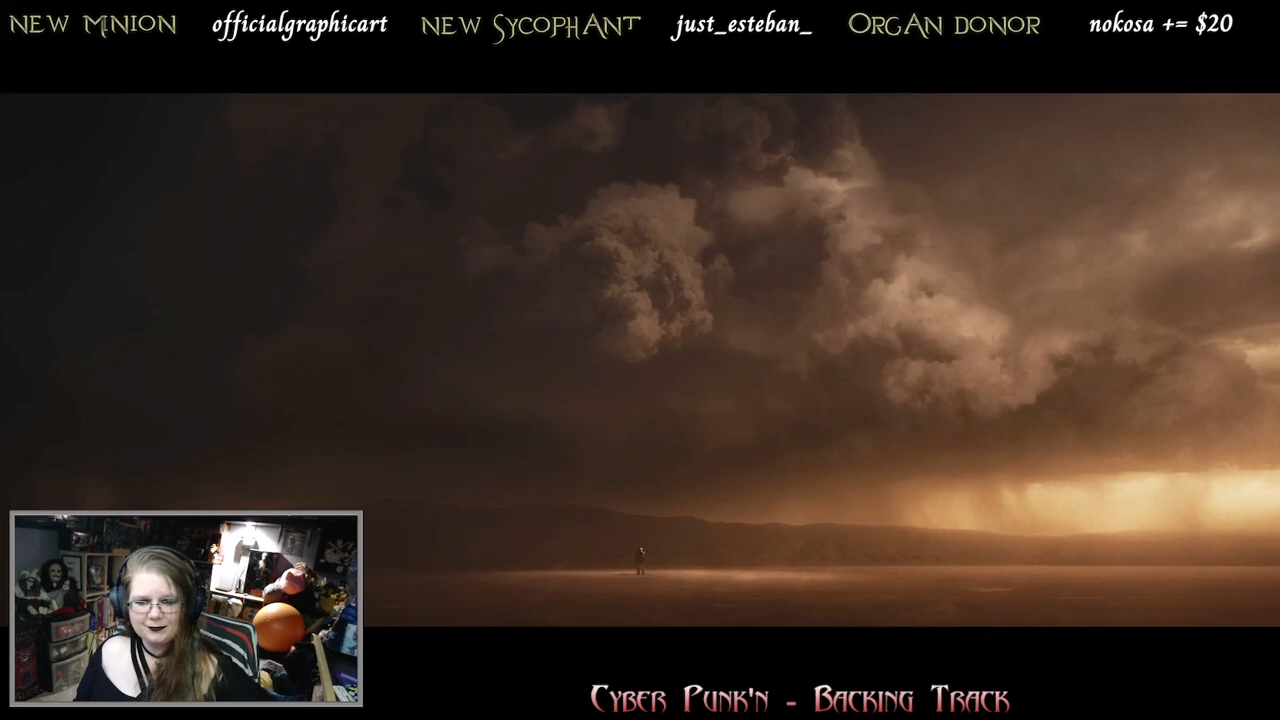 NEW MINION officialgraphicart NEW SYCOPHANT just_esteban_ ORGAN DONOR nokosa += $20
Cyber Punk'n - Backing Track